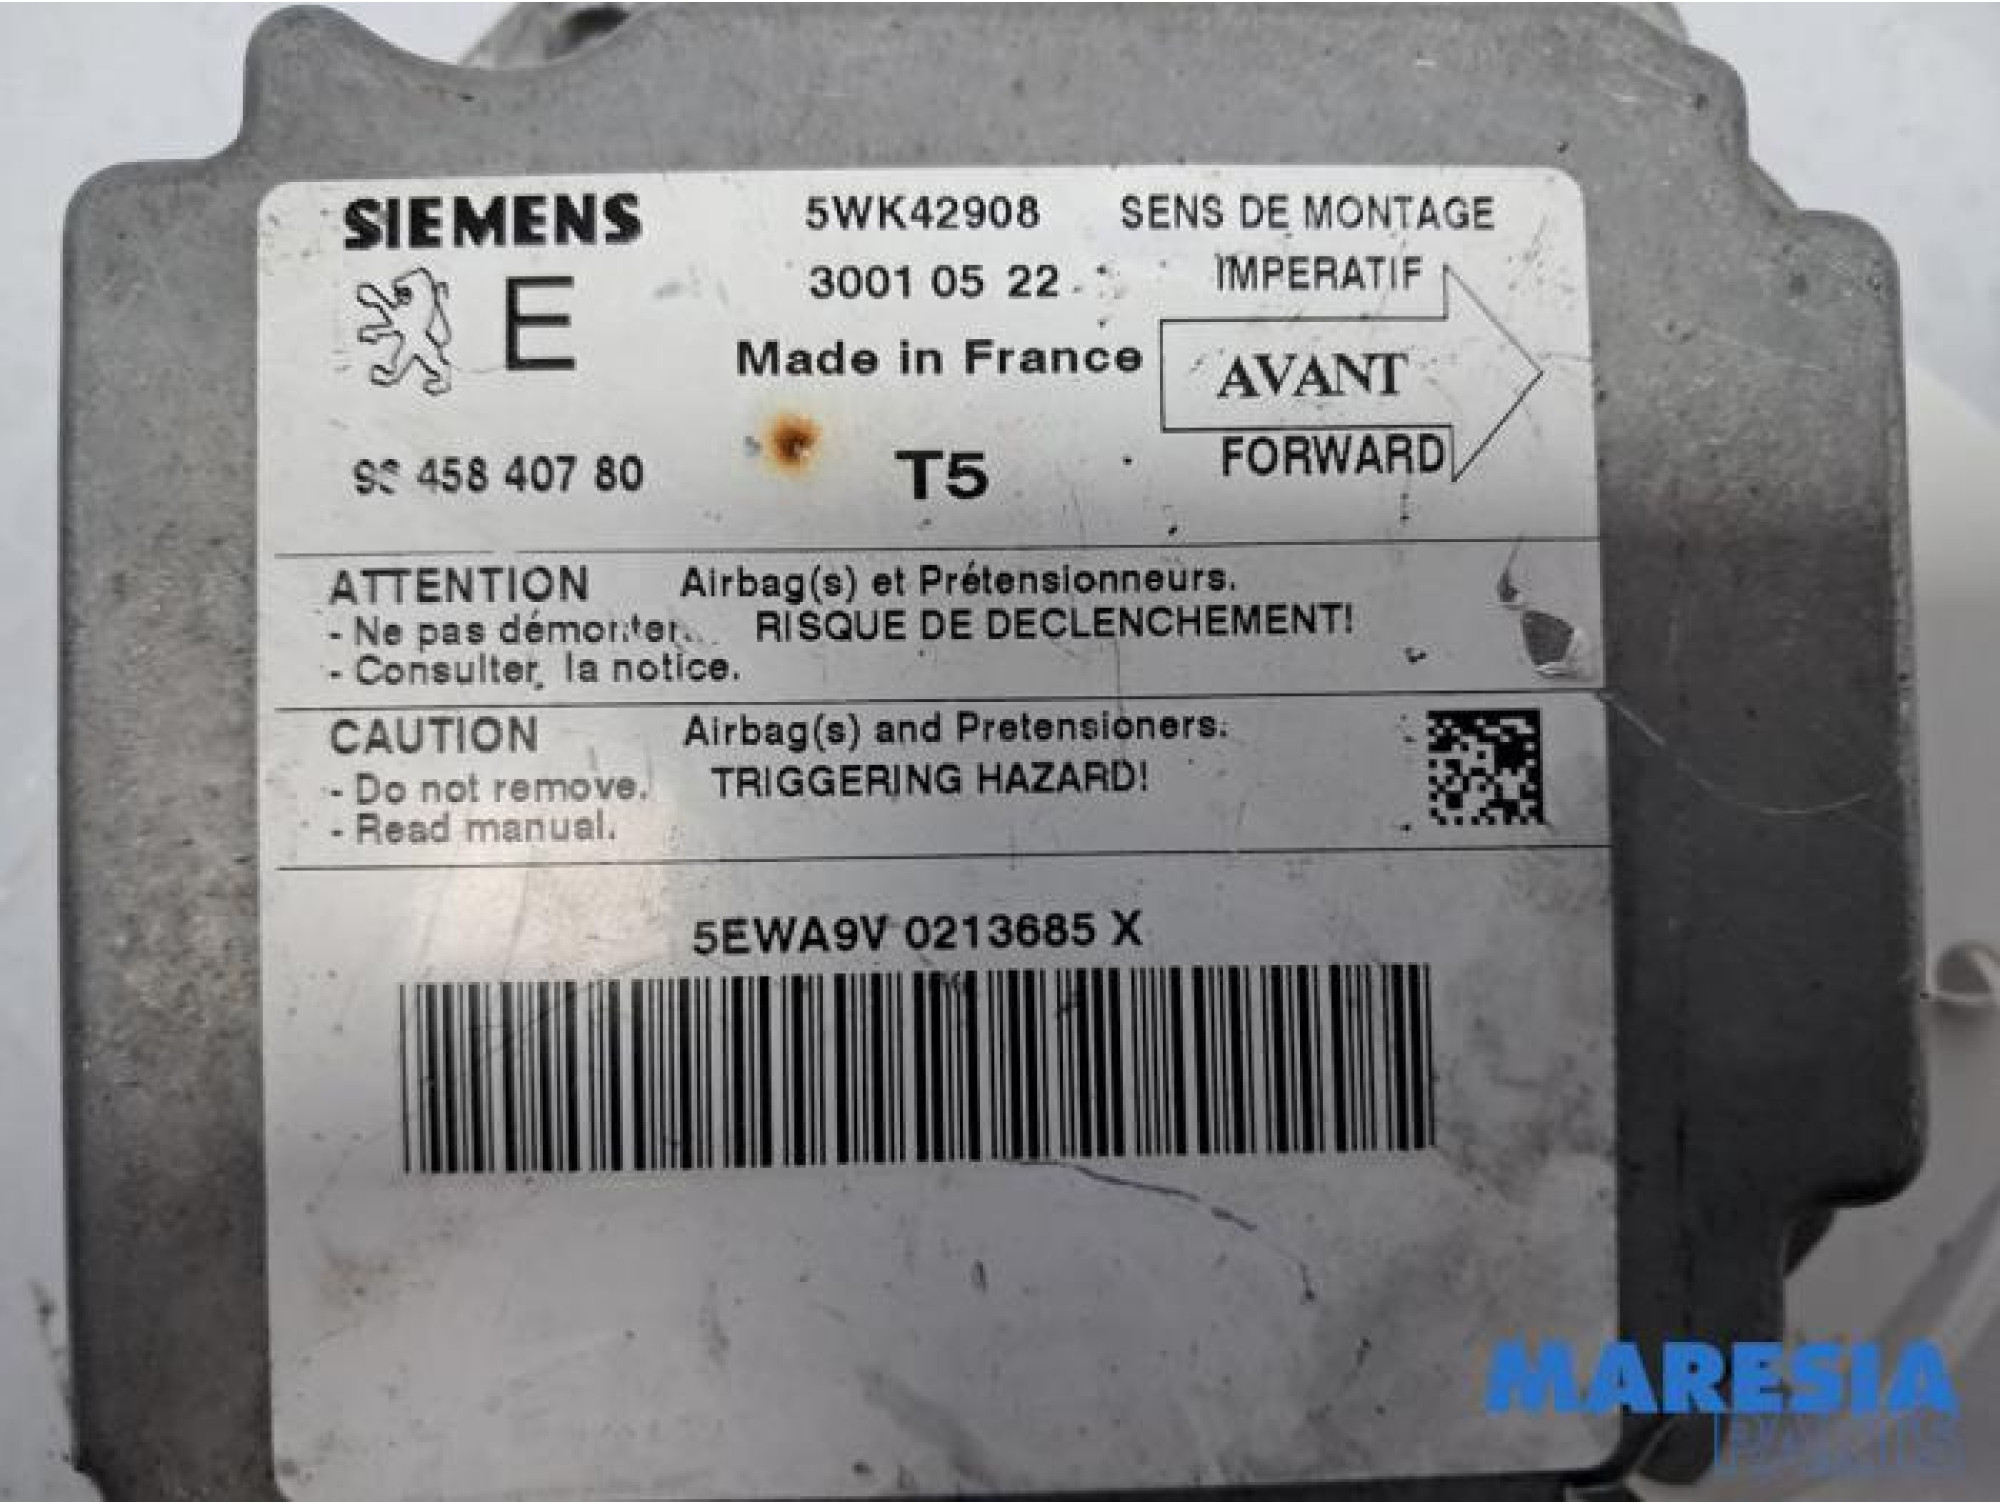 SIEMENS 5WK42908 SENS DE MONTAGE
3001 05 22 IMPERATIF
E Made in France AVANT
458 407 80 T5 FORWARD
ATTENTION Airbag(s) et Prétensionneurs.
- Ne pas démonter. RISQUE DE DECLENCHEMENT!
- Consulter la notice.
CAUTION Airbag(s) and Pretensioners.
- Do not remove. TRIGGERING HAZARD!
- Read manual.
5EWA9V 0213685 X
MARESIA
PARTS